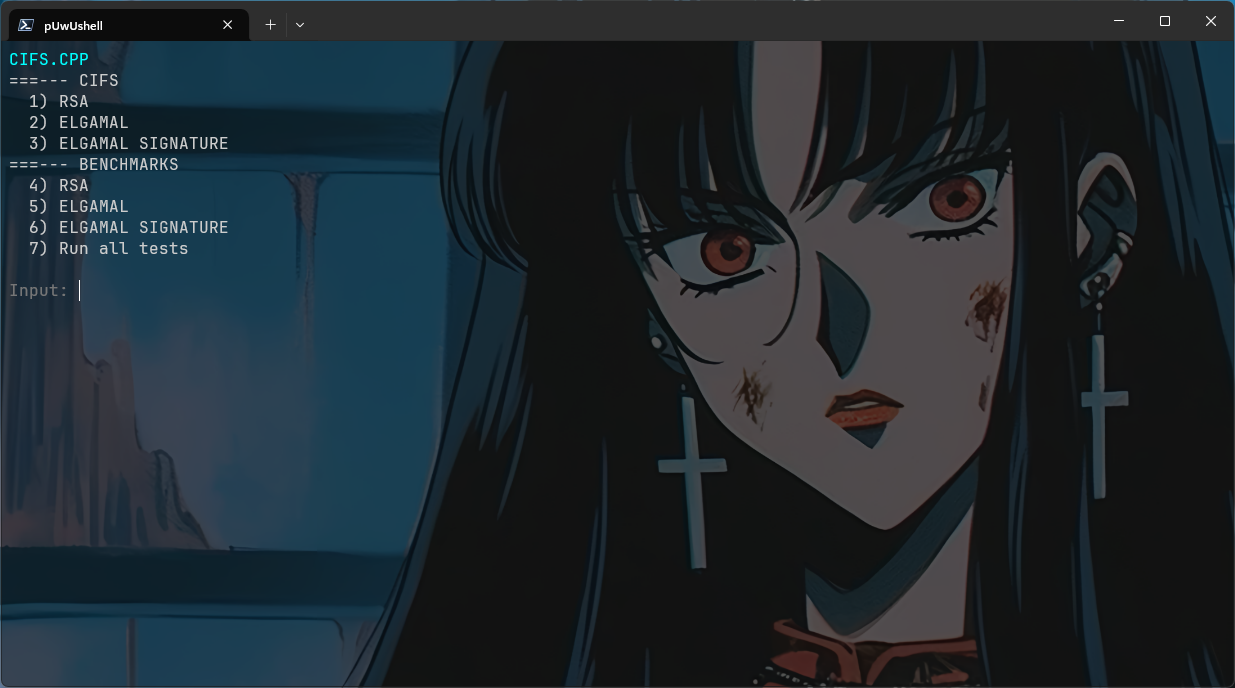 pUwUshell
CIFS.CPP
===--- CIFS
1) RSA
2) ELGAMAL
3) ELGAMAL SIGNATURE
===--- BENCHMARKS
4) RSA
5) ELGAMAL
6) ELGAMAL SIGNATURE
7) Run all tests
Input: